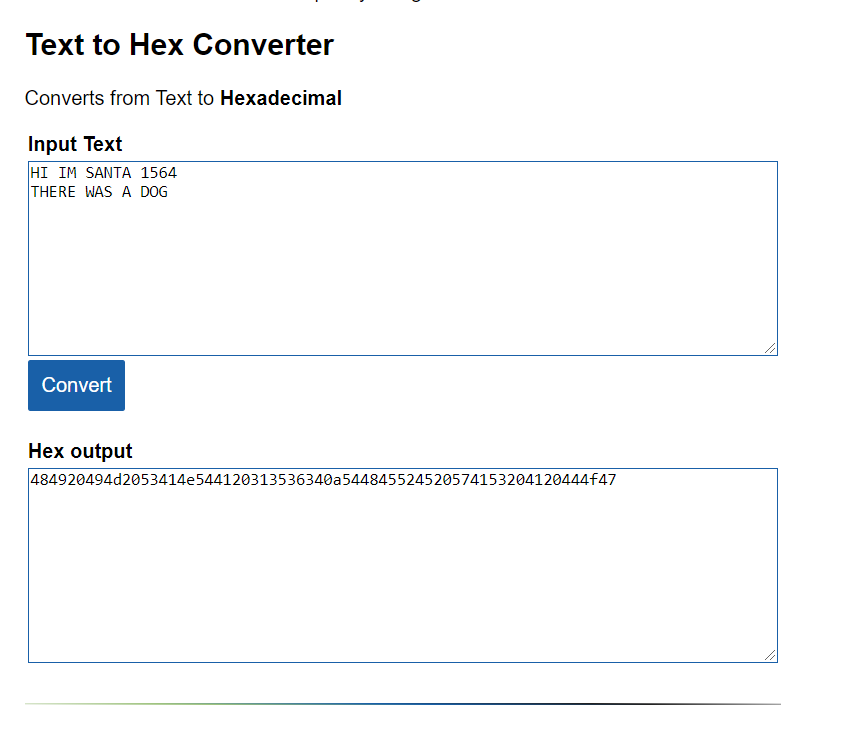 Text to Hex Converter
Converts from Text to Hexadecimal
Input Text
HI IM SANTA 1564
THERE WAS A DOG
Convert
Hex output
484920494d2053414e544120313536340a544845524520574153204120444f47